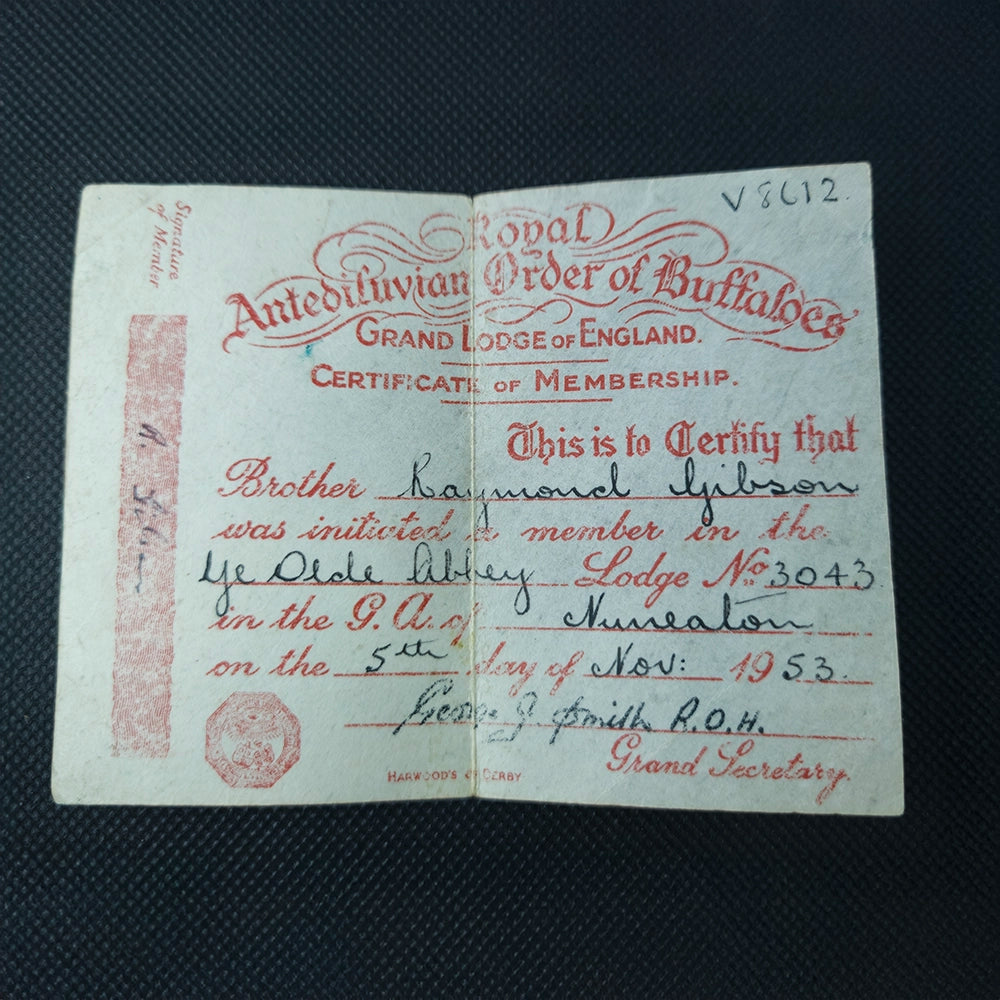 V8612
Signature
of Member
R. Gibson
Royal
Antediluvian Order of Buffaloes
GRAND LODGE OF ENGLAND.
CERTIFICATE OF MEMBERSHIP.
This is to Certify that
Brother Raymond Gibson
was initiated a member in the
Ye Olde Abbey Lodge No. 3043
in the G. A. of Nuneaton
on the 5th day of Nov: 1953.
George J. Smith R.O.H.
Grand Secretary.
HARWOOD'S OF DERBY